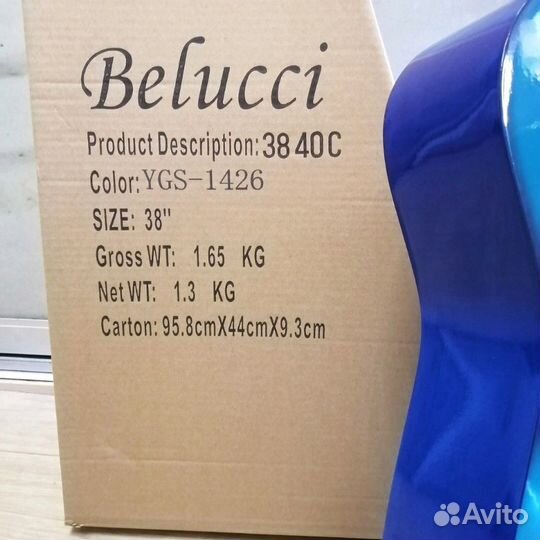 Belucci
Product Description: 38 40C
Color: YGS-1426
SIZE: 38"
Gross WT: 1.65 KG
Net WT: 1.3 KG
Carton: 95.8cmX44cmX9.3cm
Avito